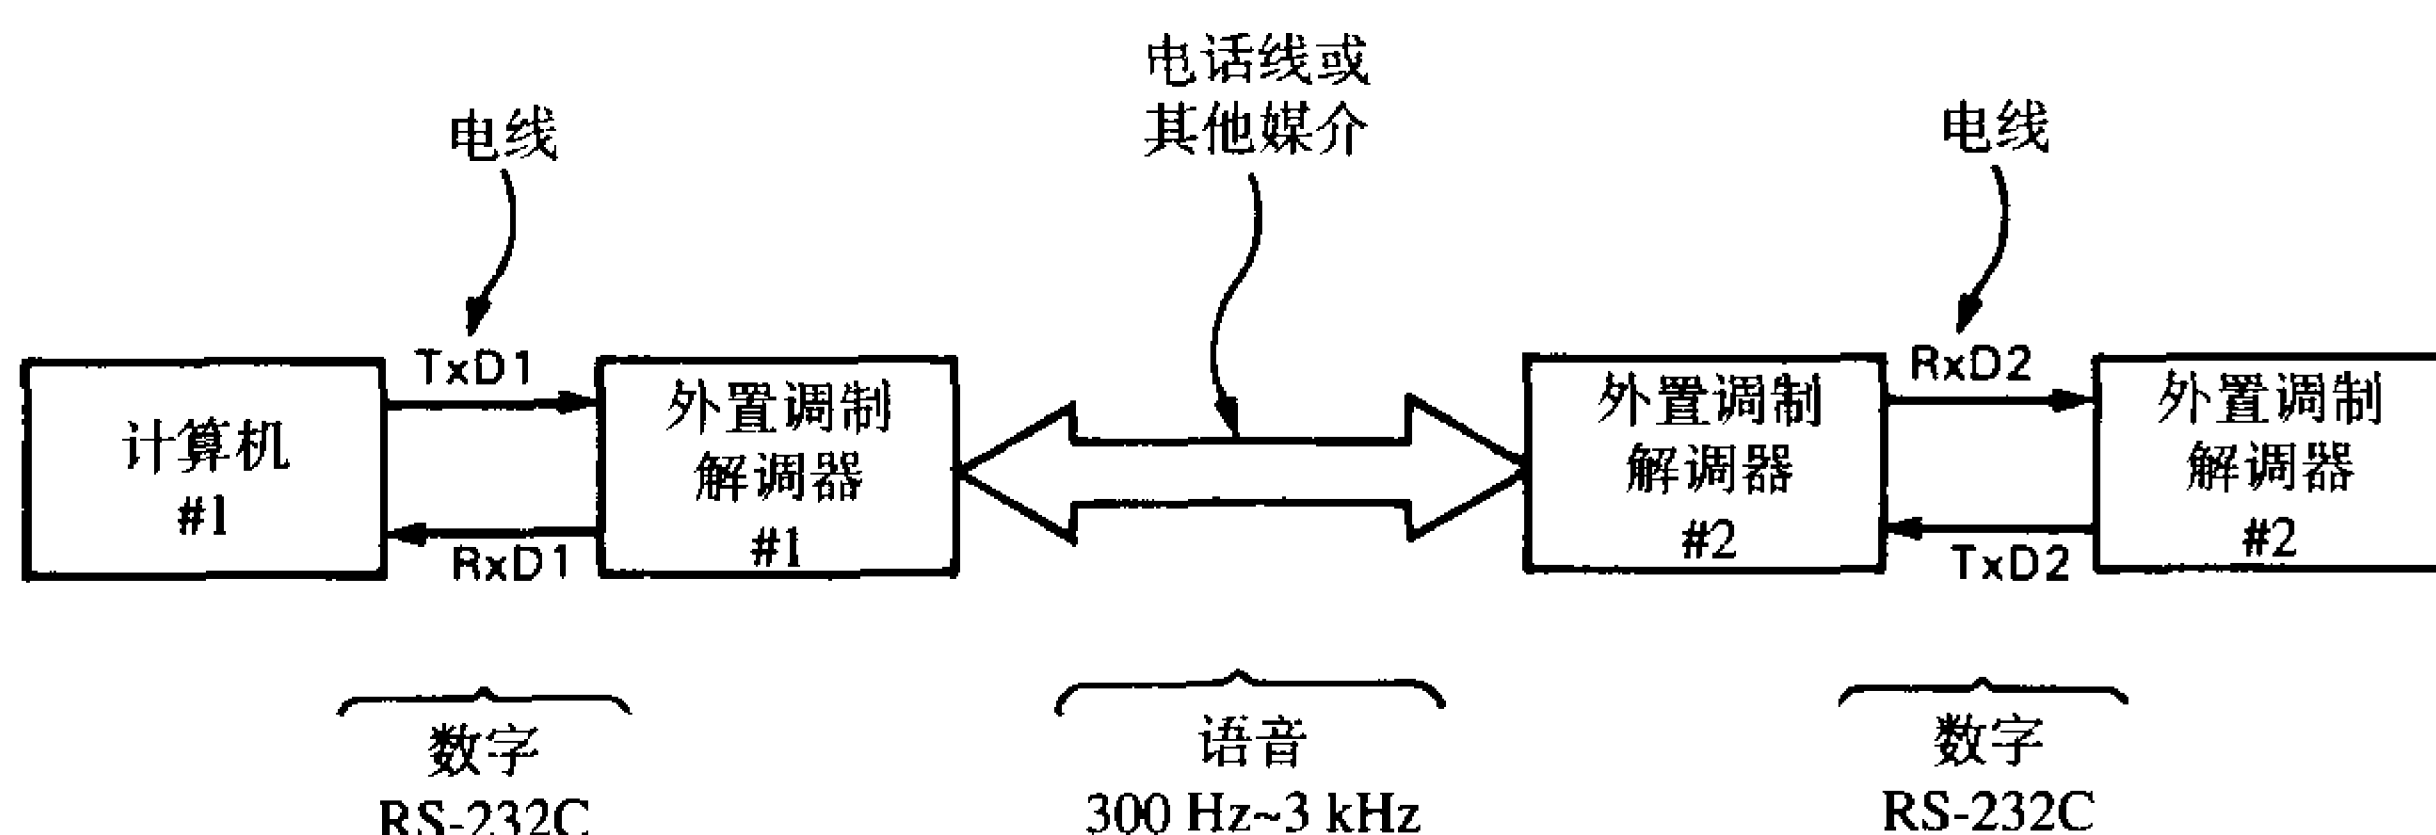 电话线或
其他媒介
电线
电线
TxD1
RxD2
计算机
#1
外置调制
解调器
#1
外置调制
解调器
#2
外置调制
解调器
#2
RxD1
TxD2
数字
RS-232C
语音
300 Hz~3 kHz
数字
RS-232C